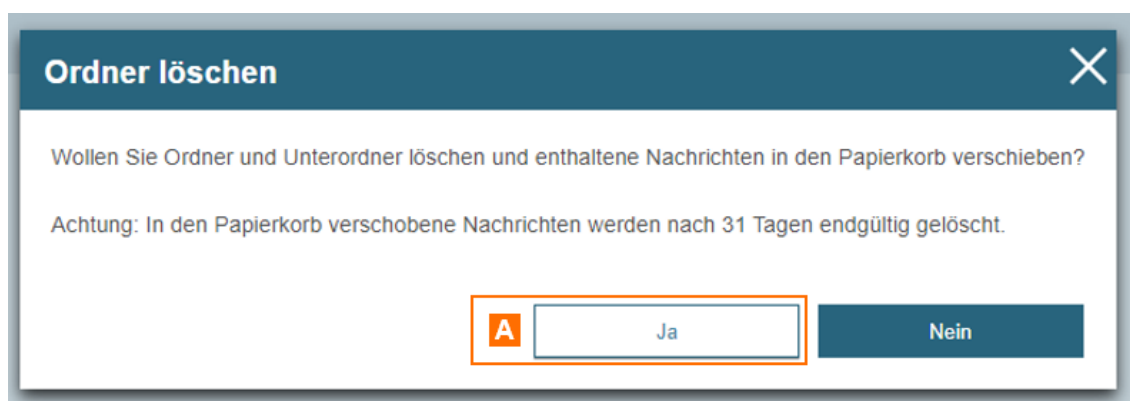 Ordner löschen
Wollen Sie Ordner und Unterordner löschen und enthaltene Nachrichten in den Papierkorb verschieben?
Achtung: In den Papierkorb verschobene Nachrichten werden nach 31 Tagen endgültig gelöscht.
A Ja Nein